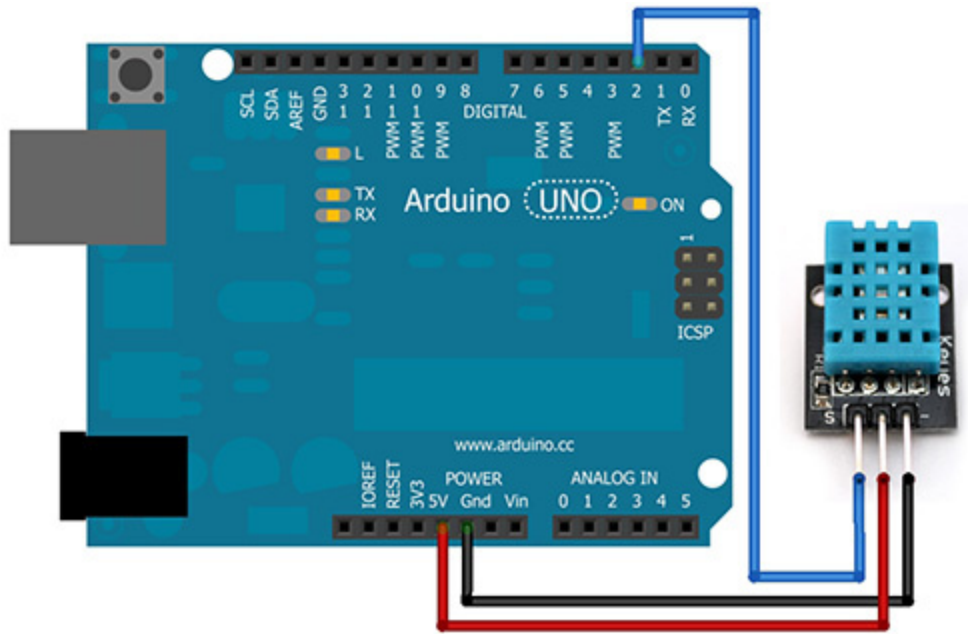 SCL
SDA
AREF
GND
13
12
PWM 11
PWM 10
PWM 9
8
DIGITAL
7
PWM 6
PWM 5
4
PWM 3
2
TX 1
RX 0
L
TX
RX
Arduino UNO
ON
1
ICSP
Keyes
S
-
www.arduino.cc
POWER
ANALOG IN
IOREF
RESET
3V3
5V
Gnd
Vin
0
1
2
3
4
5